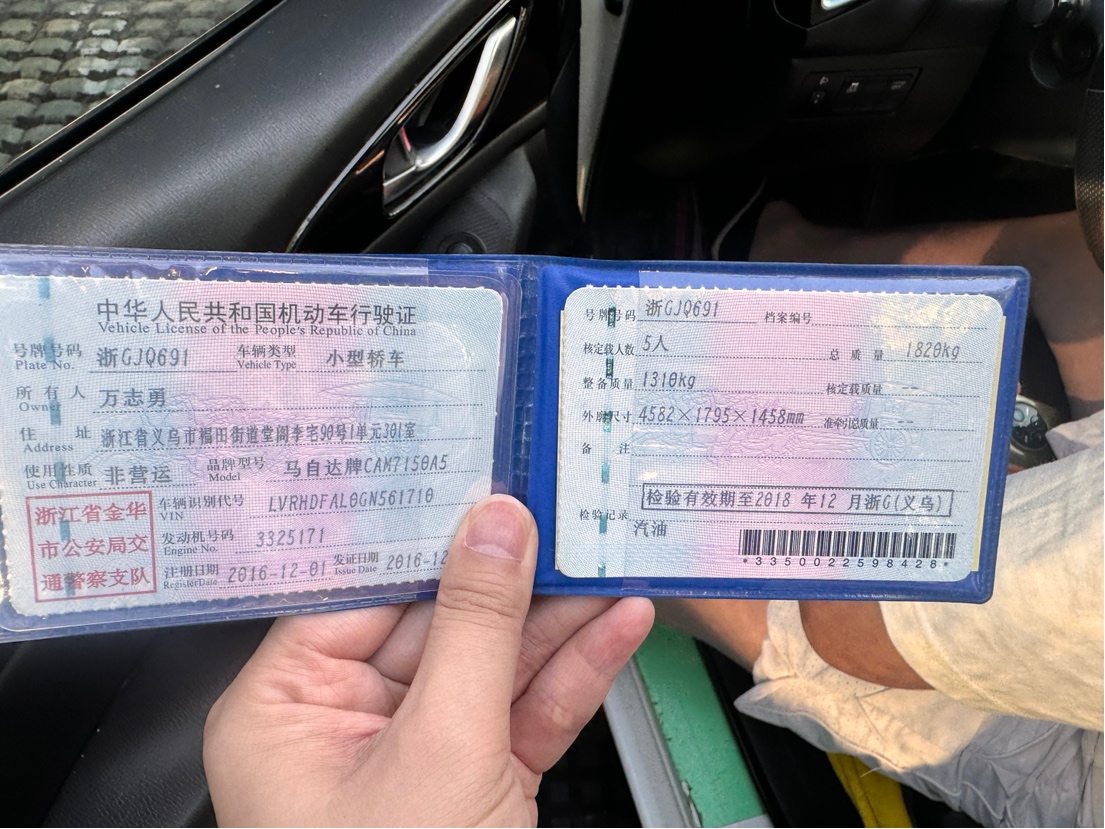 中华人民共和国机动车行驶证
Vehicle License of the People's Republic of China
号牌号码 浙GJQ691 车辆类型 小型轿车
Plate No. Vehicle Type
所有人 万志勇
Owner
住址 浙江省义乌市福田街道堂阁李宅90号1单元301室
Address
使用性质 非营运 品牌型号 马自达牌CAM7150A5
Use Character Model
浙江省金华
市公安局交
通警察支队
车辆识别代号 LVRHDFAL0GN561710
VIN
发动机号码 3325171
Engine No.
注册日期 2016-12-01 发证日期 2016-12
Register Date Issue Date
号牌号码 浙GJQ691 档案编号
核定载人数 5人 总质量 1820kg
整备质量 1310kg 核定载质量 --
外廓尺寸 4582×1795×1458mm 准牵引总质量 --
备注
检验有效期至2018 年12 月浙G(义乌)
检验记录
汽油
*3350022598428*